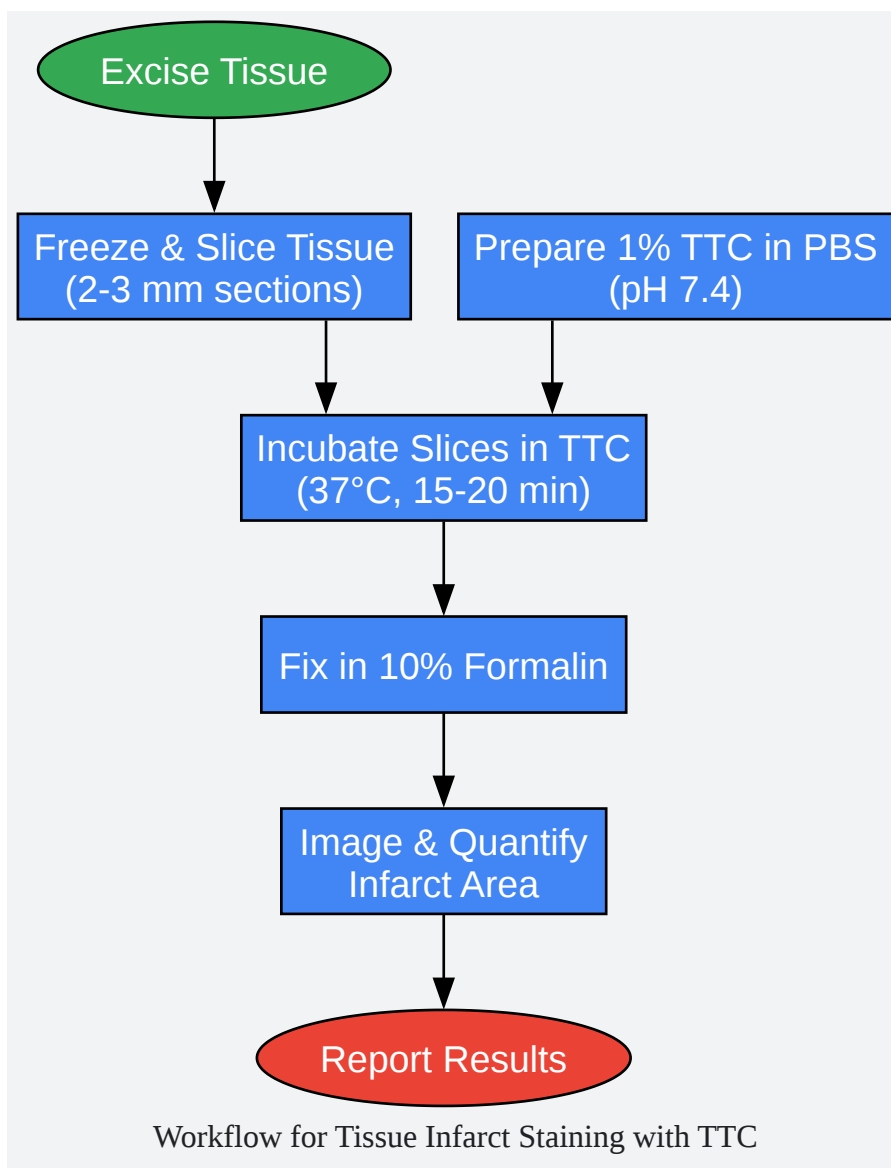 Excise Tissue
Freeze & Slice Tissue
(2-3 mm sections)
Prepare 1% TTC in PBS
(pH 7.4)
Incubate Slices in TTC
(37°C, 15-20 min)
Fix in 10% Formalin
Image & Quantify
Infarct Area
Report Results
Workflow for Tissue Infarct Staining with TTC